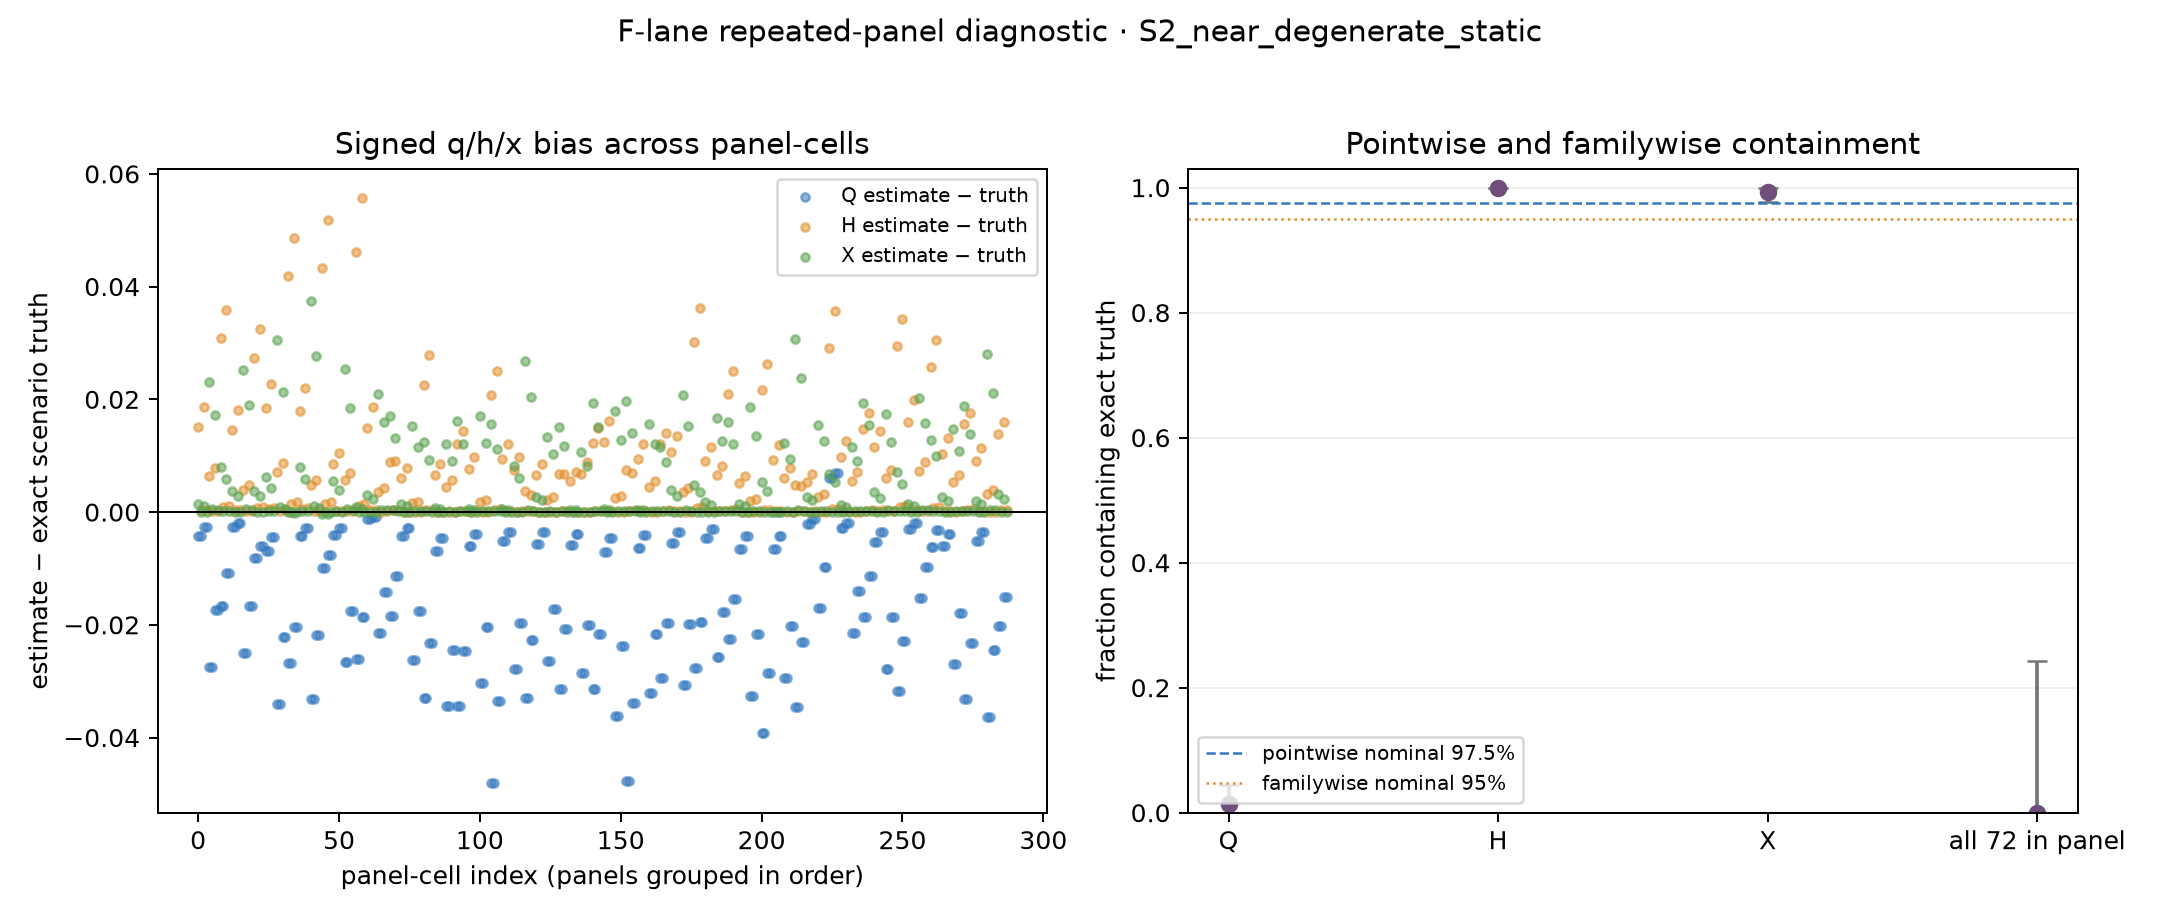 F-lane repeated-panel diagnostic · S2_near_degenerate_static
Signed q/h/x bias across panel-cells
estimate − exact scenario truth
0.06
0.04
0.02
0.00
−0.02
−0.04
Q estimate − truth
H estimate − truth
X estimate − truth
0
50
100
150
200
250
300
panel-cell index (panels grouped in order)
Pointwise and familywise containment
fraction containing exact truth
1.0
0.8
0.6
0.4
0.2
0.0
pointwise nominal 97.5%
familywise nominal 95%
Q
H
X
all 72 in panel